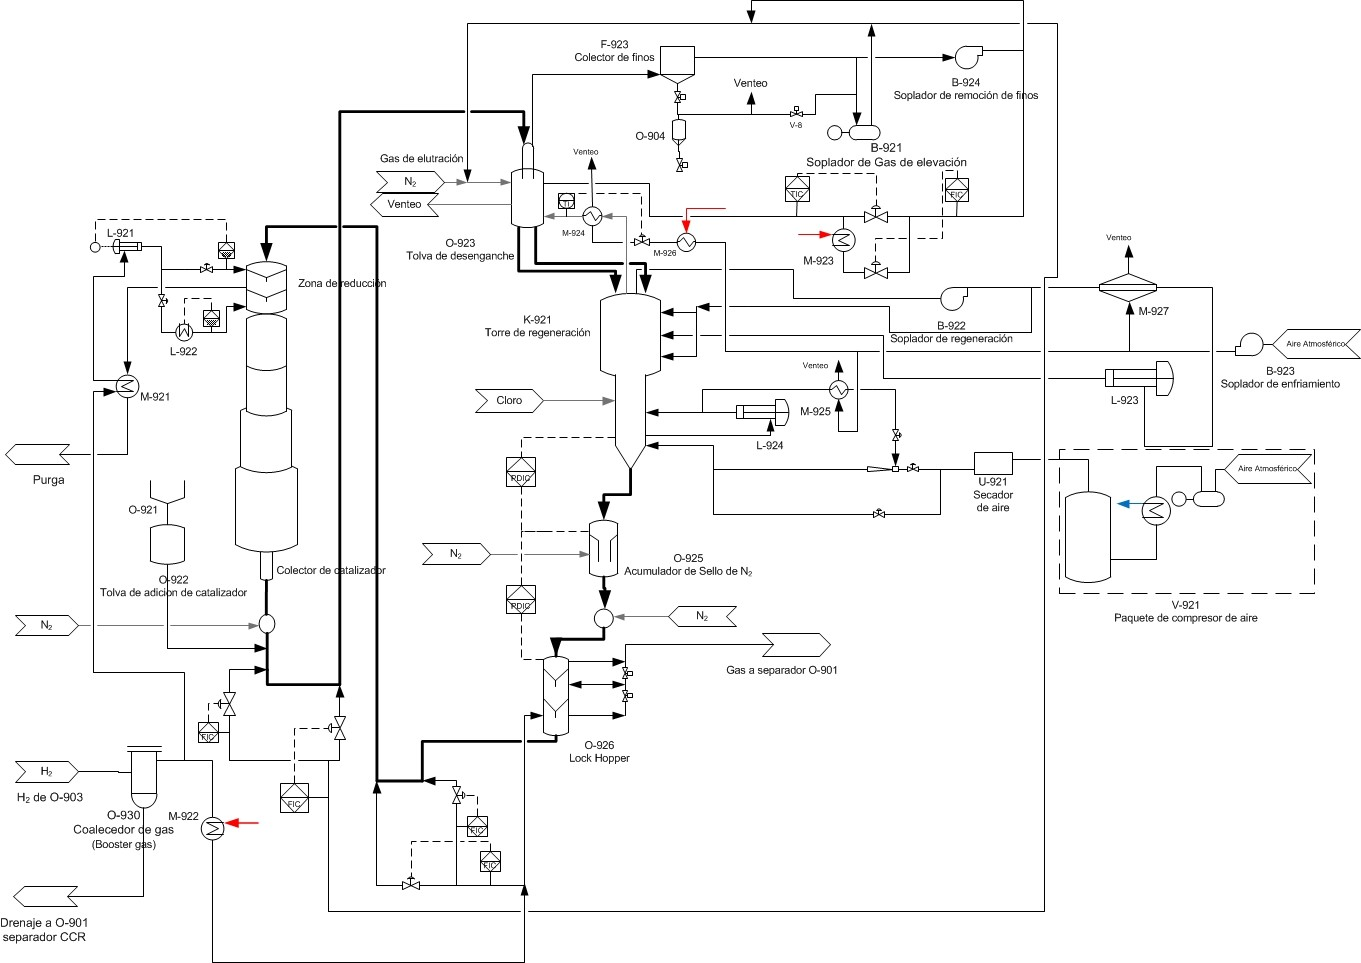 F-923
Colector de finos
Venteo
B-924
Soplador de remoción de finos
V-8
O-904
B-921
Soplador de Gas de elevación
Gas de elutración
N₂
Venteo
Venteo
TI
M-924
M-926
TIC
FIC
M-923
O-923
Tolva de desenganche
L-921
Zona de reducción
L-922
M-921
Purga
K-921
Torre de regeneración
B-922
Soplador de regeneración
Venteo
M-927
Aire Atmosférico
B-923
Soplador de enfriamiento
L-923
Venteo
M-925
Cloro
L-924
PDIC
U-921
Secador
de aire
Aire Atmosférico
V-921
Paquete de compresor de aire
O-921
O-922
Tolva de adicion de catalizador
Colector de catalizador
N₂
N₂
O-925
Acumulador de Sello de N₂
PDIC
N₂
Gas a separador O-901
O-926
Lock Hopper
FIC
FIC
H₂
H₂ de O-903
O-930
Coalecedor de gas
(Booster gas)
M-922
FIC
FIC
Drenaje a O-901
separador CCR